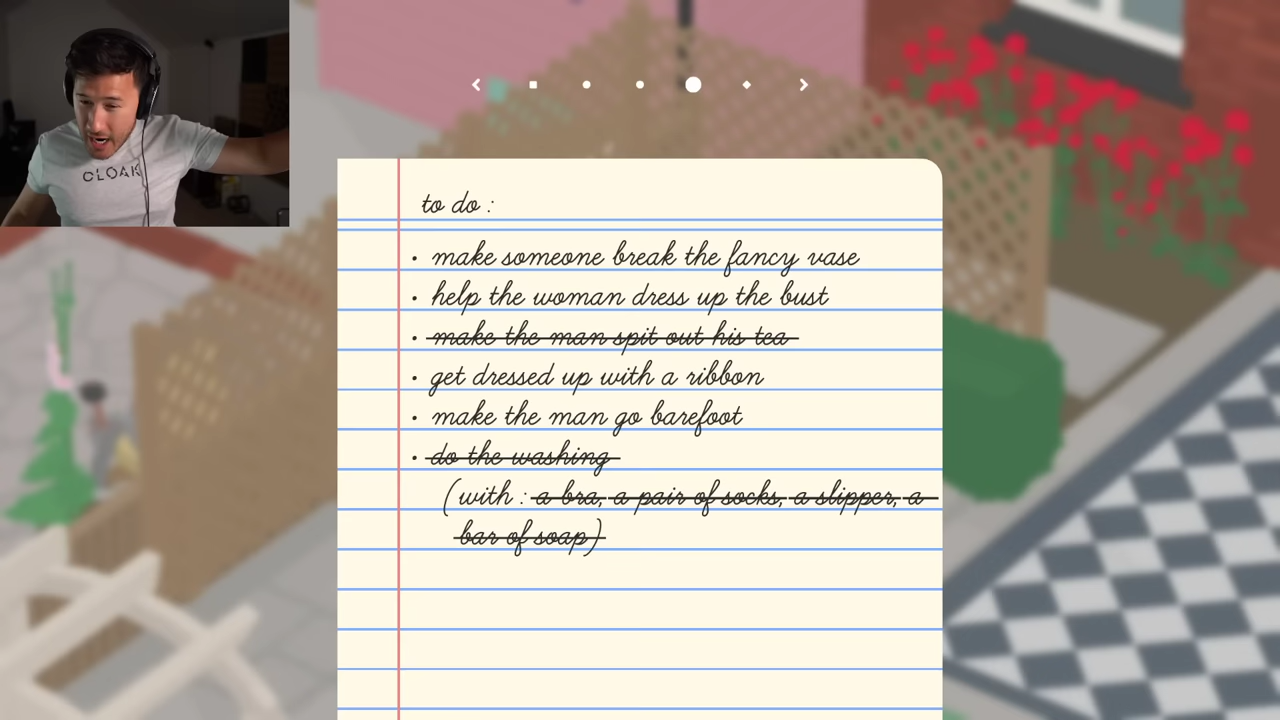 CLOAK
to do :
• make someone break the fancy vase
• help the woman dress up the bust
• make the man spit out his tea
• get dressed up with a ribbon
• make the man go barefoot
• do the washing
(with : a bra, a pair of socks, a slipper, a
bar of soap)